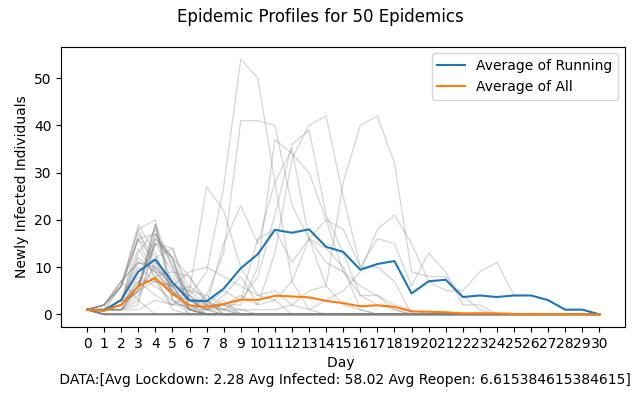 Epidemic Profiles for 50 Epidemics
Average of Running
Average of All
Newly Infected Individuals
50
40
30
20
10
0
0 1 2 3 4 5 6 7 8 9 10 11 12 13 14 15 16 17 18 19 20 21 22 23 24 25 26 27 28 29 30
Day
DATA:[Avg Lockdown: 2.28 Avg Infected: 58.02 Avg Reopen: 6.615384615384615]